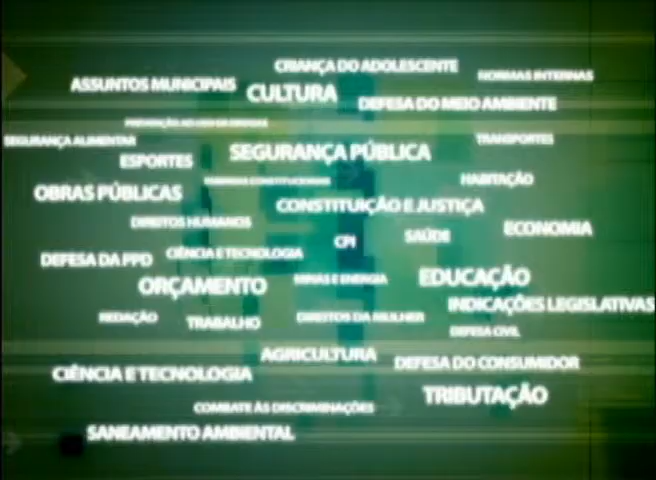 CRIANÇA DO ADOLESCENTE
NORMAS INTERNAS
ASSUNTOS MUNICIPAIS
CULTURA
DEFESA DO MEIO AMBIENTE
SEGURANÇA ALIMENTAR
TRANSPORTES
SEGURANÇA PÚBLICA
ESPORTES
HABITAÇÃO
OBRAS PÚBLICAS
CONSTITUIÇÃO E JUSTIÇA
DIREITOS HUMANOS
ECONOMIA
SAÚDE
CPI
CIÊNCIA E TECNOLOGIA
DEFESA DA PPD
EDUCAÇÃO
MINAS E ENERGIA
ORÇAMENTO
INDICAÇÕES LEGISLATIVAS
REDAÇÃO
DIREITOS DA MULHER
TRABALHO
DEFESA CIVIL
AGRICULTURA
DEFESA DO CONSUMIDOR
CIÊNCIA E TECNOLOGIA
TRIBUTAÇÃO
COMBATE ÀS DISCRIMINAÇÕES
SANEAMENTO AMBIENTAL